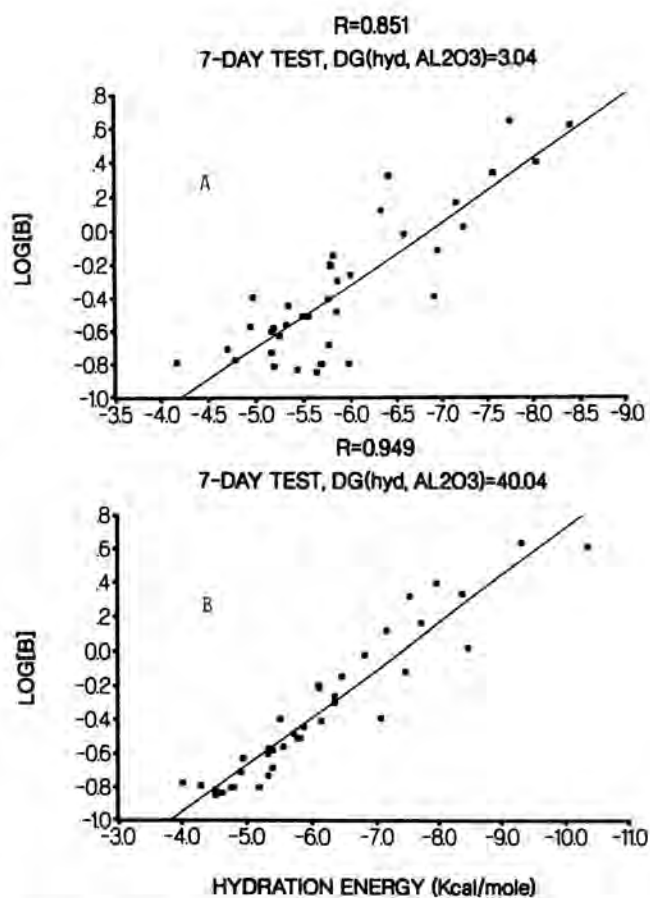 R=0.851
7-DAY TEST, DG(hyd, AL2O3)=3.04
.8
.6
.4
A
.2
0.0
LOG[B]
-0.2
-0.4
-0.6
-0.8
-1.0
-3.5 -4.0 -4.5 -5.0 -5.5 -6.0 -6.5 -7.0 -7.5 -8.0 -8.5 -9.0
R=0.949
7-DAY TEST, DG(hyd, AL2O3)=40.04
.8
.6
.4
B
.2
0.0
LOG[B]
-0.2
-0.4
-0.6
-0.8
-1.0
-3.0 -4.0 -5.0 -6.0 -7.0 -8.0 -9.0 -10.0 -11.0
HYDRATION ENERGY (Kcal/mole)